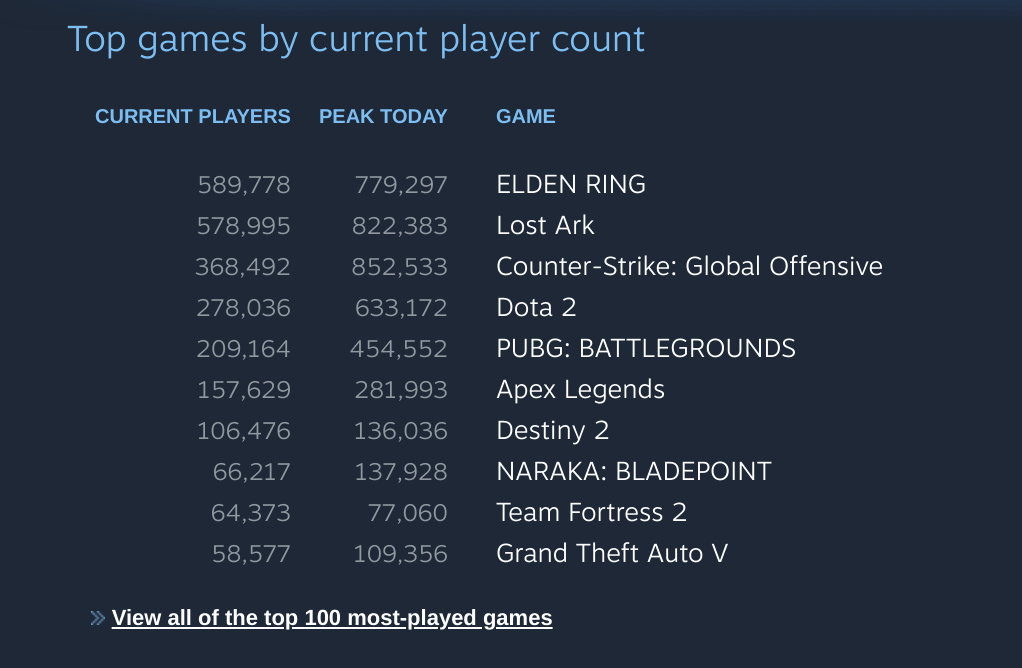 Top games by current player count
CURRENT PLAYERS PEAK TODAY GAME
589,778 779,297 ELDEN RING
578,995 822,383 Lost Ark
368,492 852,533 Counter-Strike: Global Offensive
278,036 633,172 Dota 2
209,164 454,552 PUBG: BATTLEGROUNDS
157,629 281,993 Apex Legends
106,476 136,036 Destiny 2
66,217 137,928 NARAKA: BLADEPOINT
64,373 77,060 Team Fortress 2
58,577 109,356 Grand Theft Auto V
» View all of the top 100 most-played games